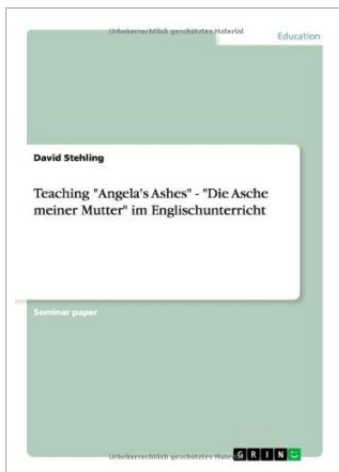 Urheberrechtlich geschütztes Material
Education
David Stehling
Teaching "Angela's Ashes" - "Die Asche
meiner Mutter" im Englischunterricht
Seminar paper
Urheberrechtlich geschütztes
GRIN